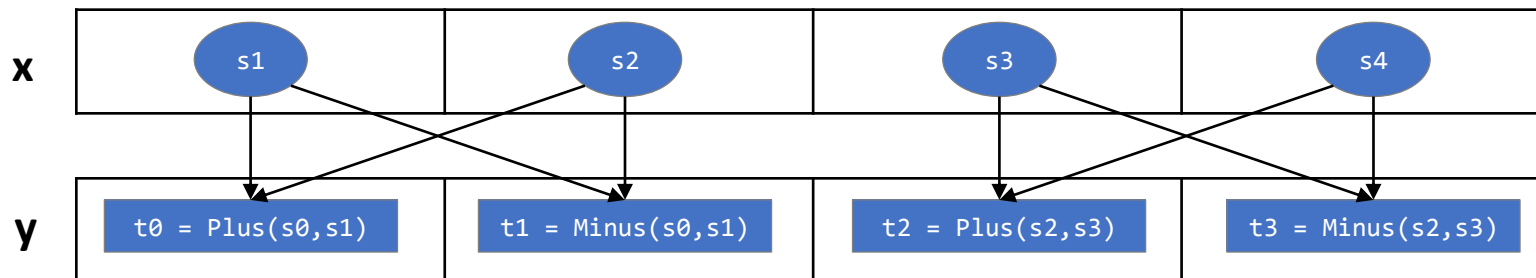 x s1 s2 s3 s4
y t0 = Plus(s0,s1) t1 = Minus(s0,s1) t2 = Plus(s2,s3) t3 = Minus(s2,s3)